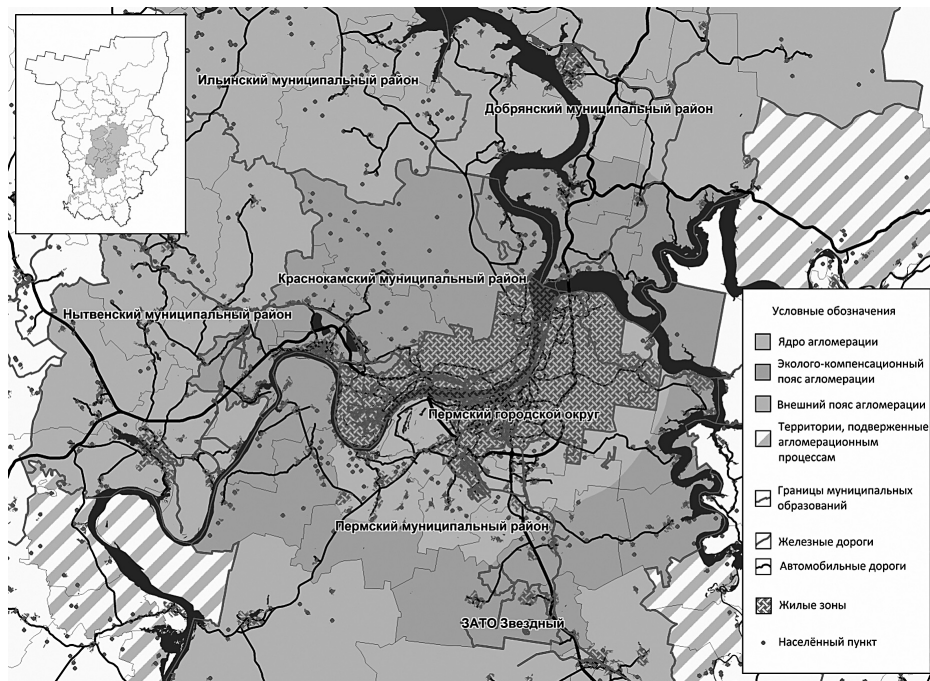 Ильинский муниципальный район
Добрянский муниципальный район
Краснокамский муниципальный район
Нытвенский муниципальный район
Пермский городской округ
Пермский муниципальный район
ЗАТО Звездный
Условные обозначения
Ядро агломерации
Эколого-компенсационный
пояс агломерации
Внешний пояс агломерации
Территории, подверженные
агломерационным
процессам
Границы муниципальных
образований
Железные дороги
Автомобильные дороги
Жилые зоны
Населённый пункт